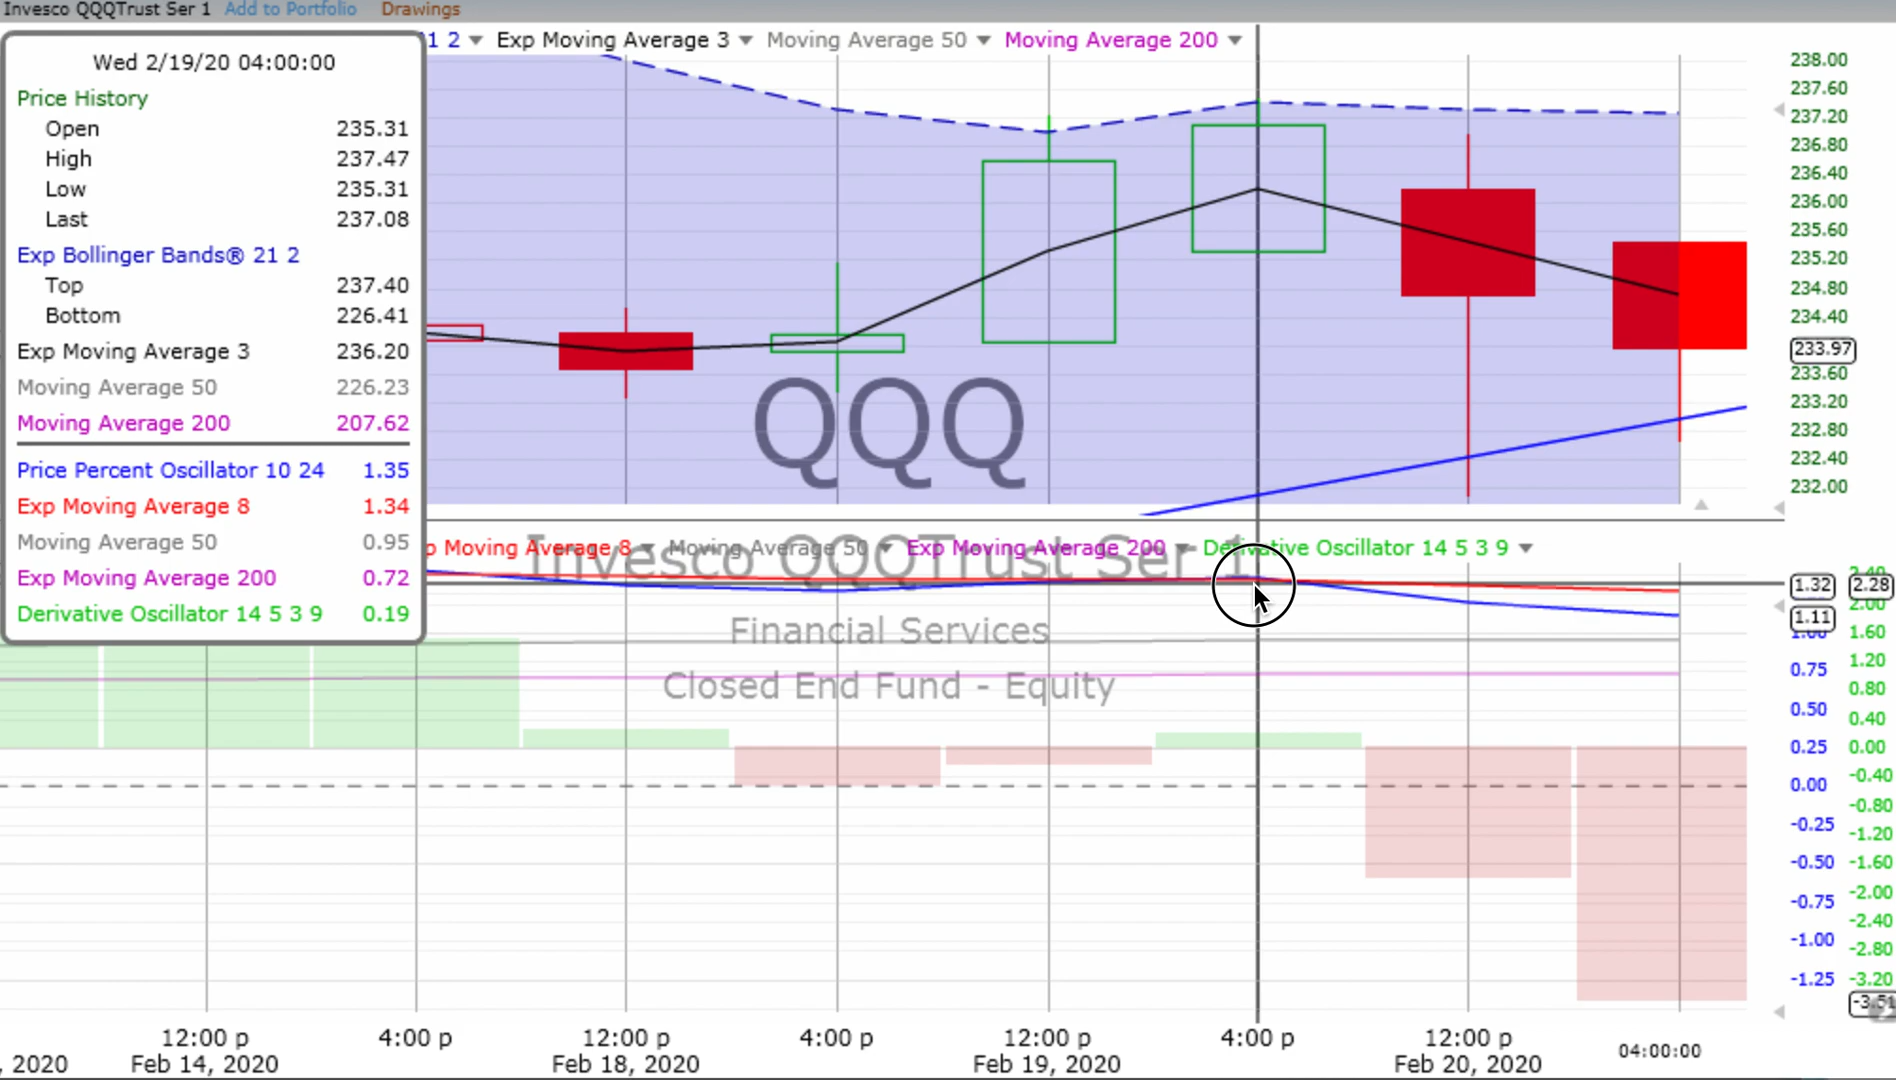 Invesco QQQTrust Ser 1 Add to Portfolio Drawings
Wed 2/19/20 04:00:00
Price History
Open 235.31
High 237.47
Low 235.31
Last 237.08
Exp Bollinger Bands® 21 2
Top 237.40
Bottom 226.41
Exp Moving Average 3 236.20
Moving Average 50 226.23
Moving Average 200 207.62
Price Percent Oscillator 10 24 1.35
Exp Moving Average 8 1.34
Moving Average 50 0.95
Exp Moving Average 200 0.72
Derivative Oscillator 14 5 3 9 0.19
21 2 Exp Moving Average 3 Moving Average 50 Moving Average 200
238.00
237.60
237.20
236.80
236.40
236.00
235.60
235.20
234.80
234.40
233.97
233.60
233.20
232.80
232.40
232.00
QQQ
Invesco QQQTrust Ser 1
Financial Services
Closed End Fund - Equity
p Moving Average 8 Moving Average 50 Exp Moving Average 200 Derivative Oscillator 14 5 3 9
1.32
1.11
1.00
0.75
0.50
0.25
0.00
-0.25
-0.50
-0.75
-1.00
-1.25
2.40
2.28
2.00
1.60
1.20
0.80
0.40
0.00
-0.40
-0.80
-1.20
-1.60
-2.00
-2.40
-2.80
-3.20
12:00 p 4:00 p 12:00 p 4:00 p 12:00 p 4:00 p 12:00 p 04:00:00
, 2020 Feb 14, 2020 Feb 18, 2020 Feb 19, 2020 Feb 20, 2020